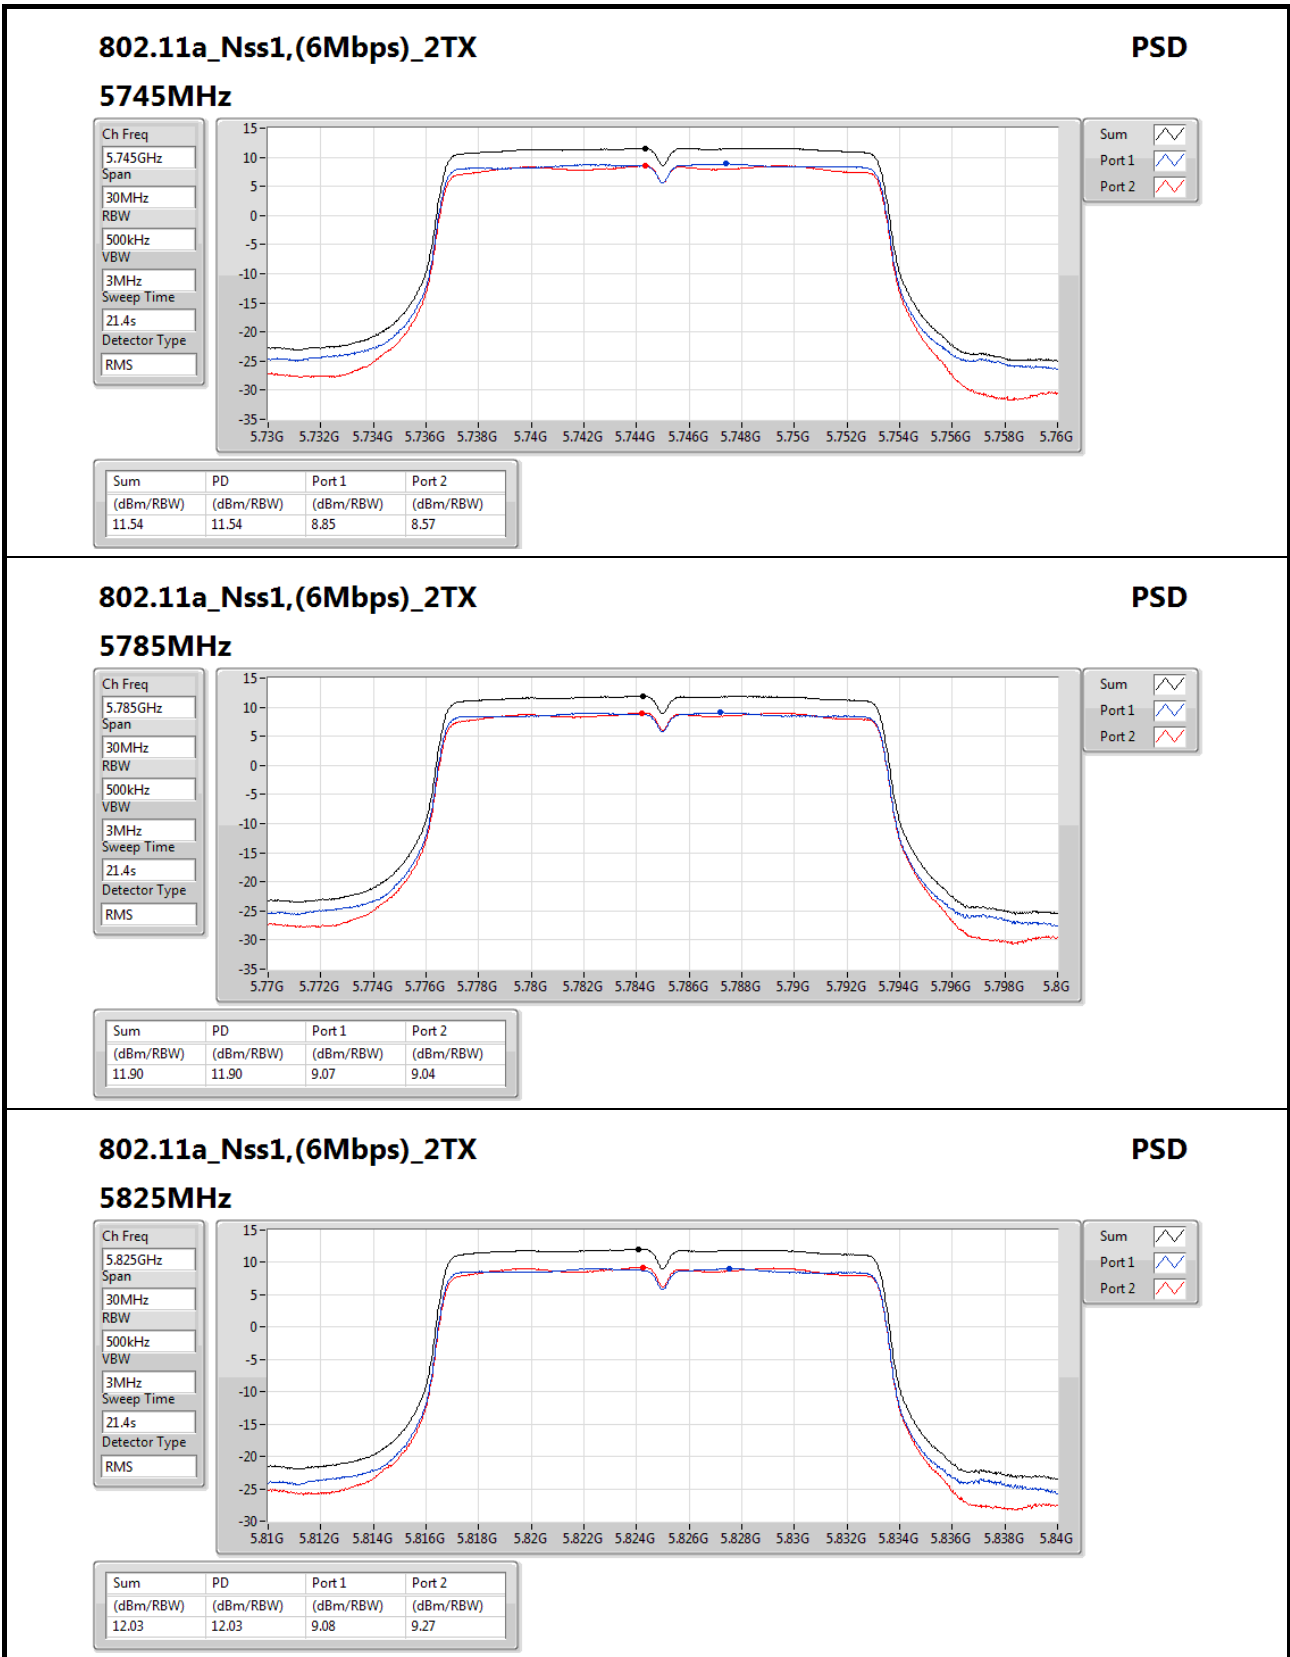 802.11a_Nss1,(6Mbps)_2TX PSD
5745MHz
Ch Freq
5.745GHz
Span
30MHz
RBW
500kHz
VBW
3MHz
Sweep Time
21.4s
Detector Type
RMS
15
10
5
0
-5
-10
-15
-20
-25
-30
-35
5.73G 5.732G 5.734G 5.736G 5.738G 5.74G 5.742G 5.744G 5.746G 5.748G 5.75G 5.752G 5.754G 5.756G 5.758G 5.76G
Sum
Port 1
Port 2
Sum PD Port 1 Port 2
(dBm/RBW) (dBm/RBW) (dBm/RBW) (dBm/RBW)
11.54 11.54 8.85 8.57
802.11a_Nss1,(6Mbps)_2TX PSD
5785MHz
Ch Freq
5.785GHz
Span
30MHz
RBW
500kHz
VBW
3MHz
Sweep Time
21.4s
Detector Type
RMS
15
10
5
0
-5
-10
-15
-20
-25
-30
-35
5.77G 5.772G 5.774G 5.776G 5.778G 5.78G 5.782G 5.784G 5.786G 5.788G 5.79G 5.792G 5.794G 5.796G 5.798G 5.8G
Sum
Port 1
Port 2
Sum PD Port 1 Port 2
(dBm/RBW) (dBm/RBW) (dBm/RBW) (dBm/RBW)
11.90 11.90 9.07 9.04
802.11a_Nss1,(6Mbps)_2TX PSD
5825MHz
Ch Freq
5.825GHz
Span
30MHz
RBW
500kHz
VBW
3MHz
Sweep Time
21.4s
Detector Type
RMS
15
10
5
0
-5
-10
-15
-20
-25
-30
5.81G 5.812G 5.814G 5.816G 5.818G 5.82G 5.822G 5.824G 5.826G 5.828G 5.83G 5.832G 5.834G 5.836G 5.838G 5.84G
Sum
Port 1
Port 2
Sum PD Port 1 Port 2
(dBm/RBW) (dBm/RBW) (dBm/RBW) (dBm/RBW)
12.03 12.03 9.08 9.27